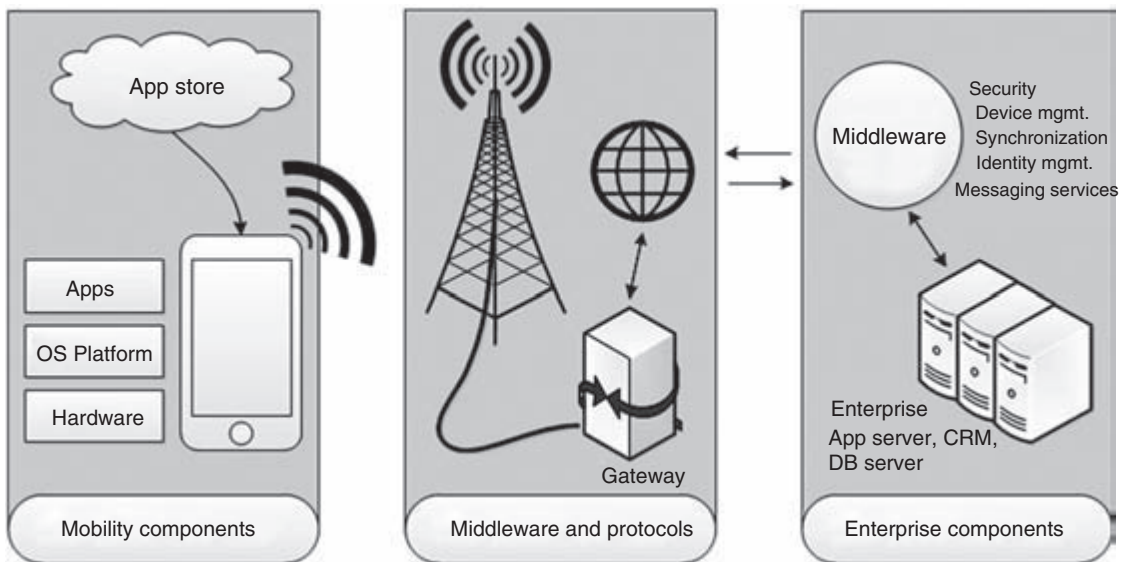 App store
Apps
OS Platform
Hardware
Mobility components
Gateway
Middleware and protocols
Middleware
Security
Device mgmt.
Synchronization
Identity mgmt.
Messaging services
Enterprise
App server, CRM,
DB server
Enterprise components